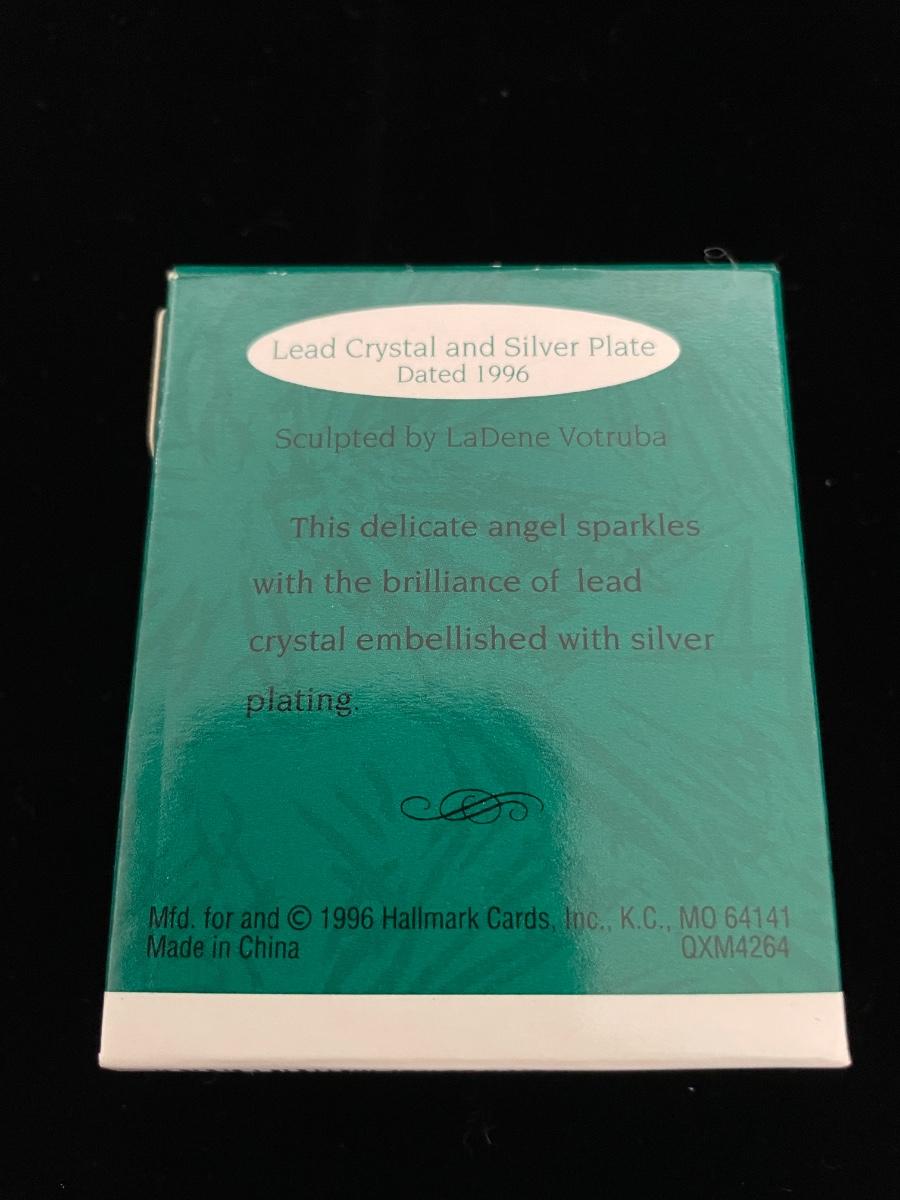 Lead Crystal and Silver Plate
Dated 1996
Sculpted by LaDene Votruba
This delicate angel sparkles
with the brilliance of lead
crystal embellished with silver
plating.
Mfd. for and © 1996 Hallmark Cards, Inc., K.C., MO 64141
Made in China QXM4264